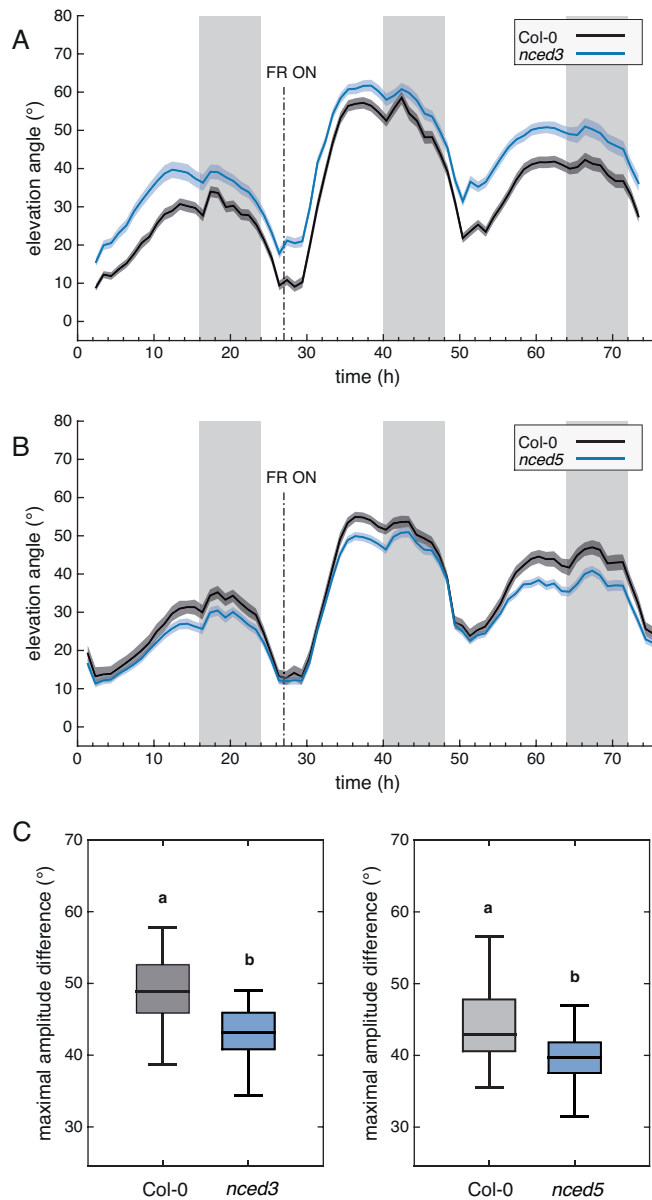 A
80
70
60
50
40
30
20
10
0
elevation angle (°)
FR ON
Col-0
nced3
0 10 20 30 40 50 60 70
time (h)
B
80
70
60
50
40
30
20
10
0
elevation angle (°)
FR ON
Col-0
nced5
0 10 20 30 40 50 60 70
time (h)
C
70
60
50
40
30
maximal amplitude difference (°)
a
b
Col-0 nced3
70
60
50
40
30
maximal amplitude difference (°)
a
b
Col-0 nced5